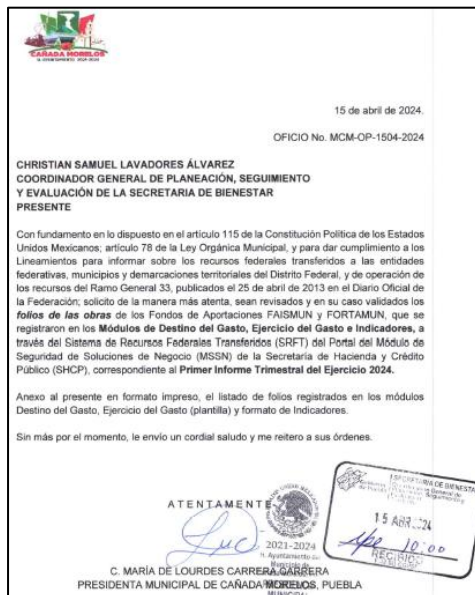 CAÑADA MORELOS
H. AYUNTAMIENTO 2021-2024
15 de abril de 2024.
OFICIO No. MCM-OP-1504-2024
CHRISTIAN SAMUEL LAVADORES ÁLVAREZ
COORDINADOR GENERAL DE PLANEACIÓN, SEGUIMIENTO
Y EVALUACIÓN DE LA SECRETARIA DE BIENESTAR
PRESENTE
Con fundamento en lo dispuesto en el artículo 115 de la Constitución Política de los Estados
Unidos Mexicanos; artículo 78 de la Ley Orgánica Municipal, y para dar cumplimiento a los
Lineamientos para informar sobre los recursos federales transferidos a las entidades
federativas, municipios y demarcaciones territoriales del Distrito Federal, y de operación de
los recursos del Ramo General 33, publicados el 25 de abril de 2013 en el Diario Oficial de
la Federación; solicito de la manera más atenta, sean revisados y en su caso validados los
folios de las obras de los Fondos de Aportaciones FAISMUN y FORTAMUN, que se
registraron en los Módulos de Destino del Gasto, Ejercicio del Gasto e Indicadores, a
través del Sistema de Recursos Federales Transferidos (SRFT) del Portal del Módulo de
Seguridad de Soluciones de Negocio (MSSN) de la Secretaría de Hacienda y Crédito
Público (SHCP), correspondiente al Primer Informe Trimestral del Ejercicio 2024.
Anexo al presente en formato impreso, el listado de folios registrados en los módulos
Destino del Gasto, Ejercicio del Gasto (plantilla) y formato de Indicadores.
Sin más por el momento, le envío un cordial saludo y me reitero a sus órdenes.
SECRETARÍA DE BIENESTAR
15 ABR 2024
10:00
RECIBIDO
ATENTAMENTE
2021-2024
H. Ayuntamiento del
Municipio de
C. MARÍA DE LOURDES CARRERA CARRERA
PRESIDENTA MUNICIPAL DE CAÑADA MORELOS, PUEBLA